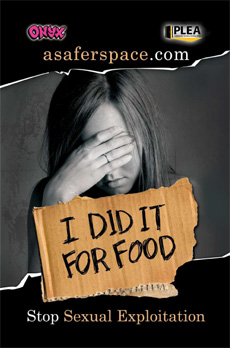 ONYX
PLEA
asaferspace.com
I DID IT
FOR FOOD
Stop Sexual Exploitation